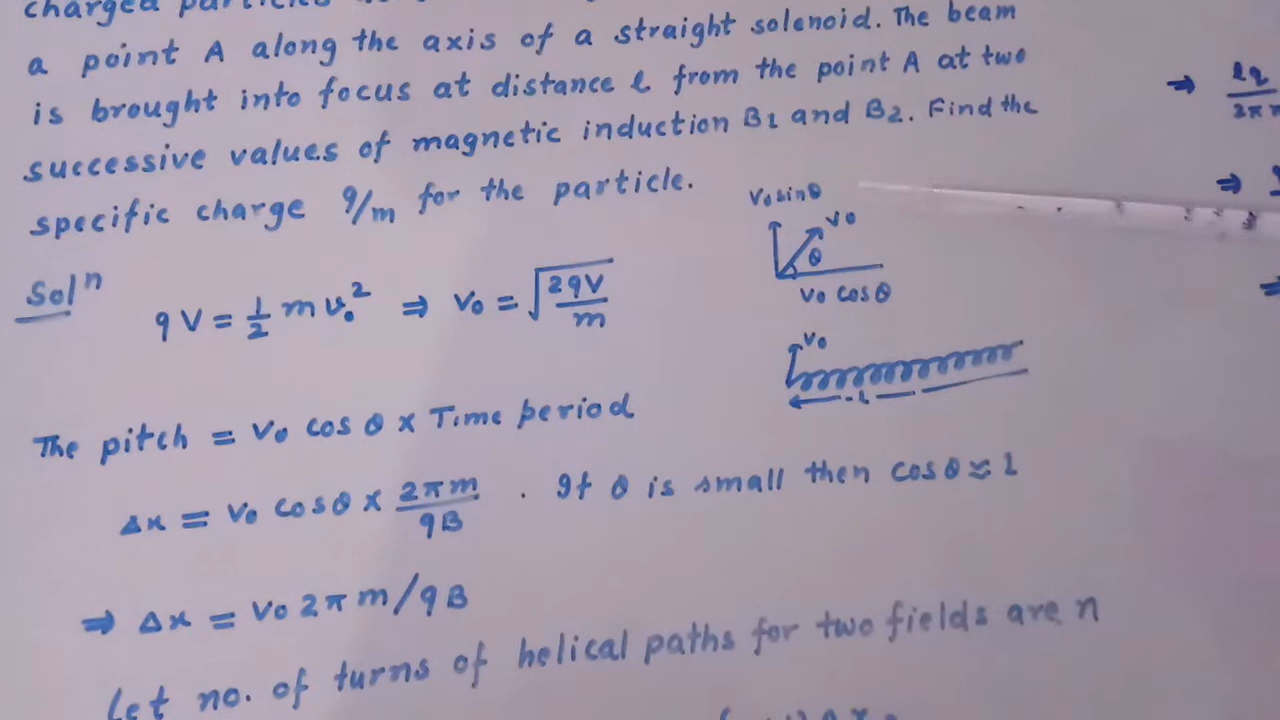 charged
a point A along the axis of a straight solenoid. The beam
is brought into focus at distance l from the point A at two
successive values of magnetic induction B1 and B2. Find the
specific charge q/m for the particle.
Solⁿ
qV = 1/2 m v₀² ⇒ v₀ = √(2qV/m)
V₀ sinθ
V₀
θ
V₀ cosθ
V₀
l
The pitch = V₀ cos θ × Time period
Δx = V₀ cosθ × 2πm/qB . If θ is small then cosθ ≈ 1
⇒ Δx = V₀ 2πm/qB
Let no. of turns of helical paths for two fields are n
⇒
⇒
⇒